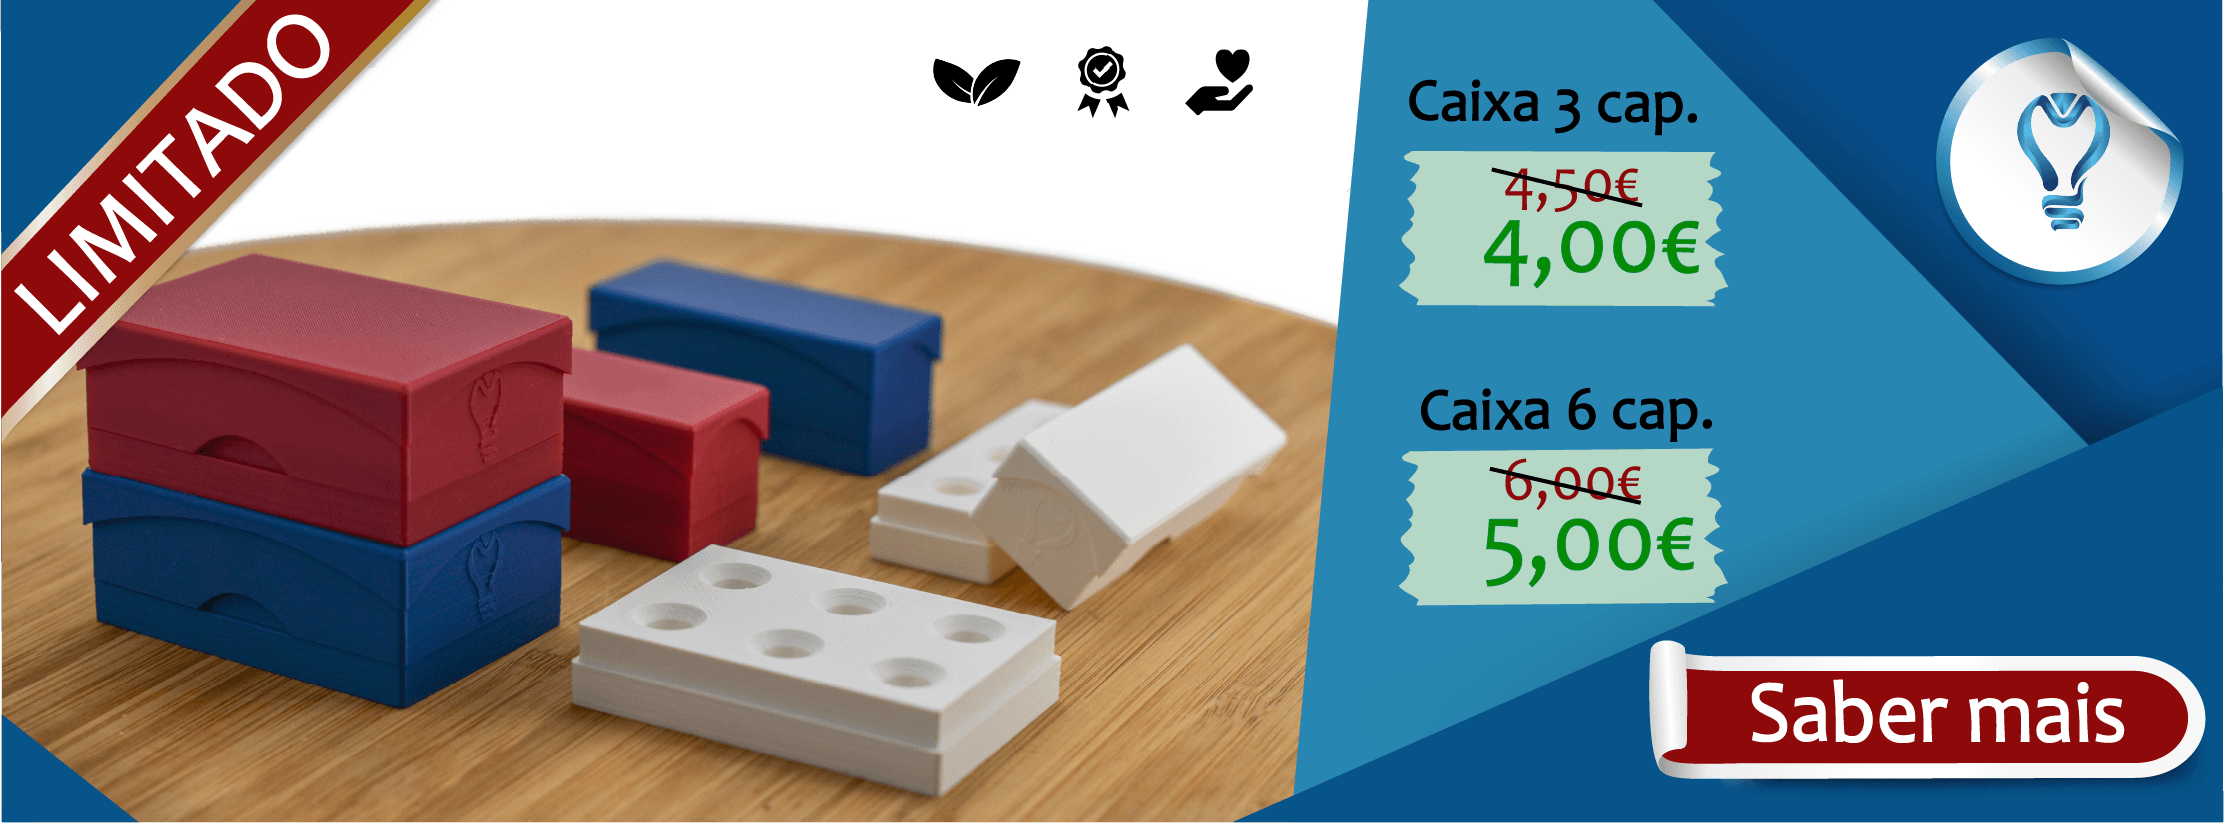 LIMITADO
Caixa 3 cap.
4,50€
4,00€
Caixa 6 cap.
6,00€
5,00€
Saber mais